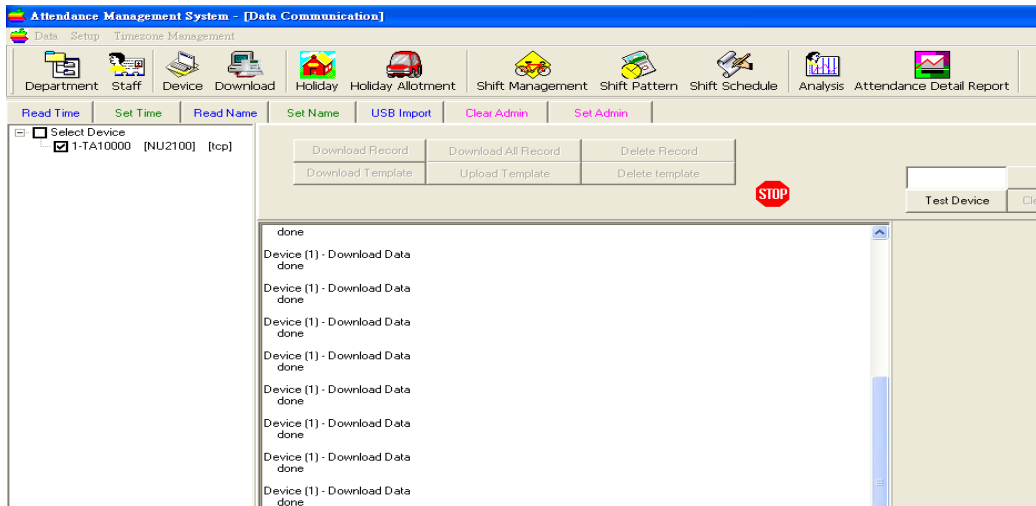 Attendance Management System - [Data Communication]
Data Setup Timezone Management
Department Staff Device Download Holiday Holiday Allotment Shift Management Shift Pattern Shift Schedule Analysis Attendance Detail Report
Read Time Set Time Read Name Set Name USB Import Clear Admin Set Admin
Select Device
1-TA10000 [NU2100] [tcp]
Download Record Download All Record Delete Record
Download Template Upload Template Delete template
STOP
Test Device Cle
done
Device (1) - Download Data
done
Device (1) - Download Data
done
Device (1) - Download Data
done
Device (1) - Download Data
done
Device (1) - Download Data
done
Device (1) - Download Data
done
Device (1) - Download Data
done
Device (1) - Download Data
done